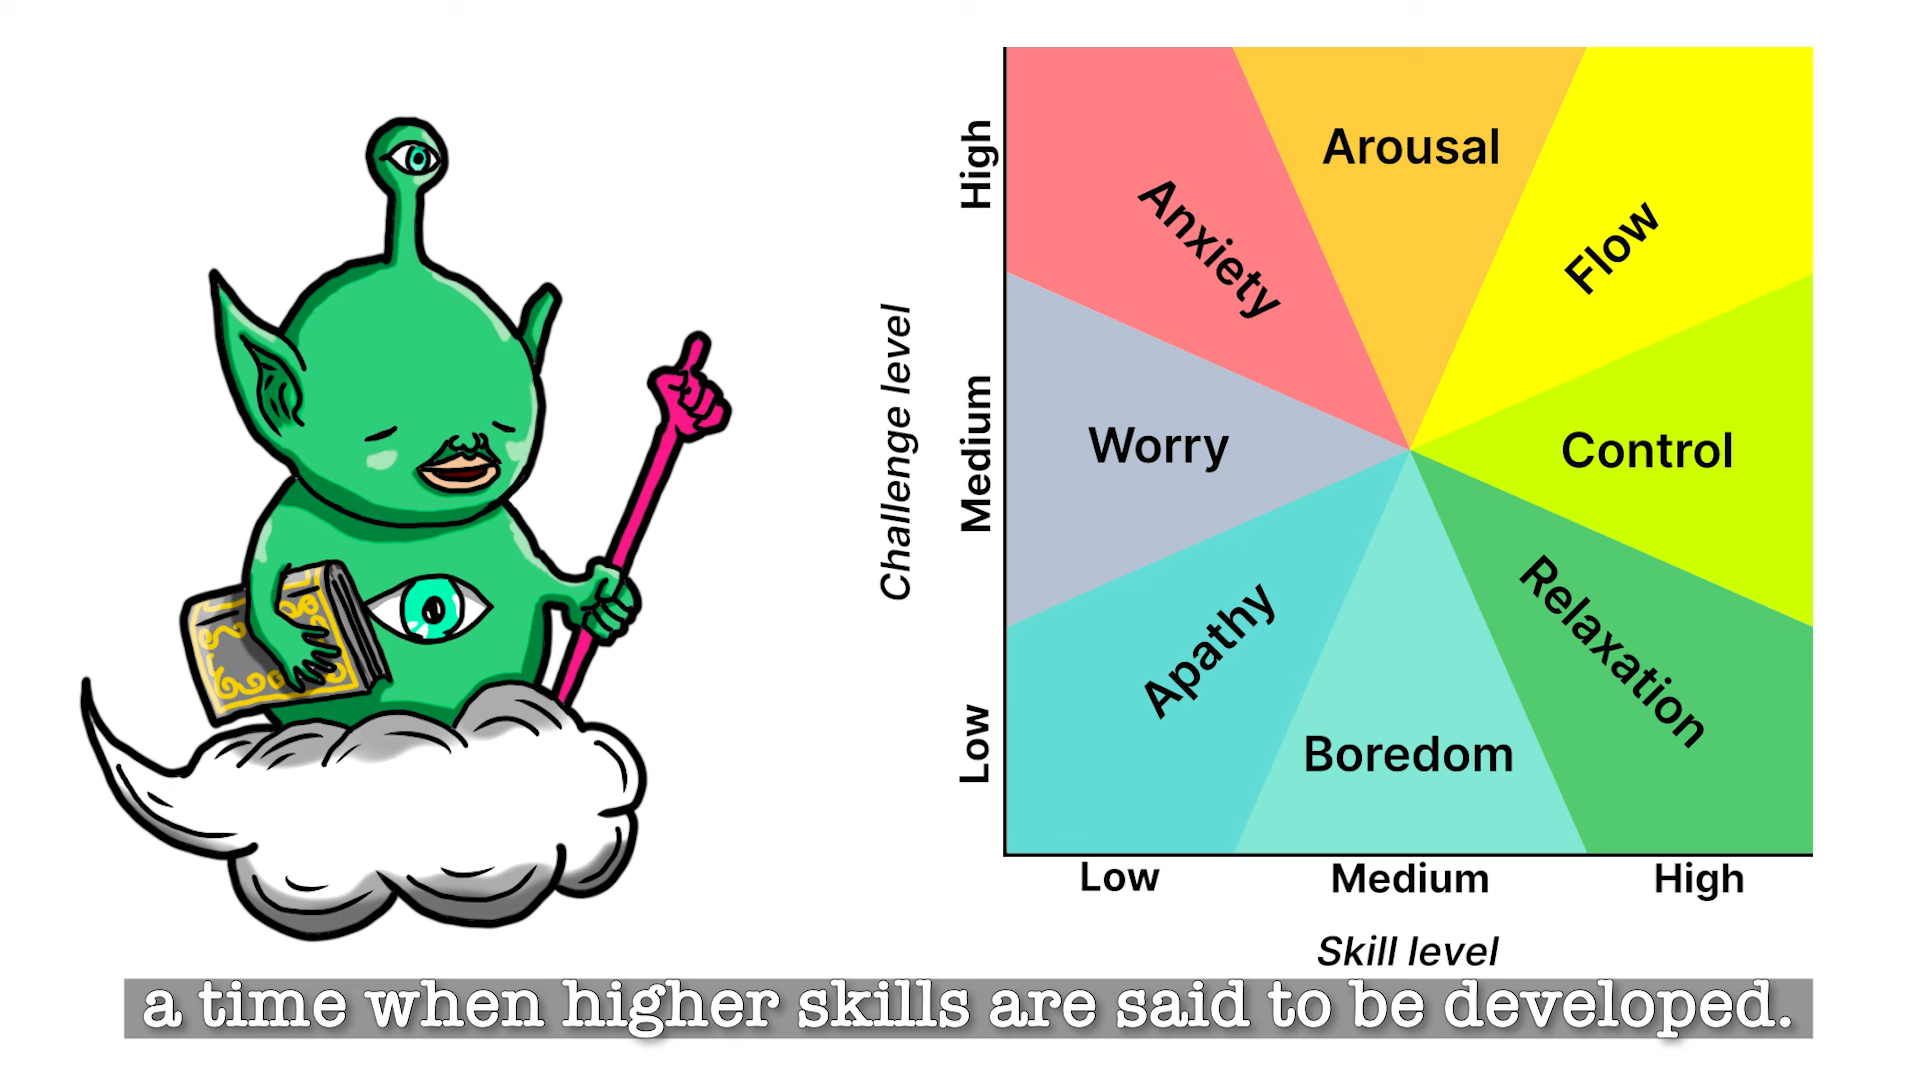 Challenge level
High
Medium
Low
Arousal
Anxiety
Flow
Worry
Control
Apathy
Relaxation
Boredom
Low Medium High
Skill level
a time when higher skills are said to be developed.